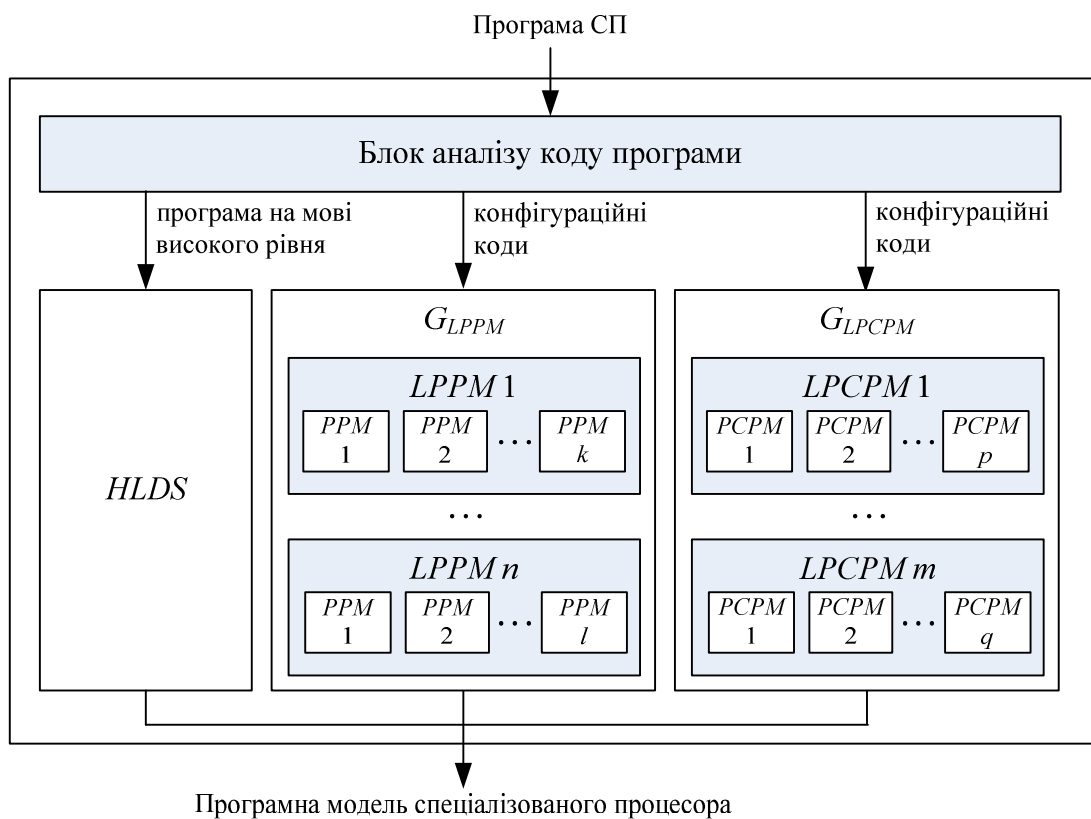 Програма СП
Блок аналізу коду програми
програма на мові
високого рівня
конфігураційні
коди
конфігураційні
коди
HLDS
G_LPPM
LPPM 1
PPM
1
PPM
2
...
PPM
k
...
LPPM n
PPM
1
PPM
2
...
PPM
l
G_LPCPM
LPCPM 1
PCPM
1
PCPM
2
...
PCPM
p
...
LPCPM m
PCPM
1
PCPM
2
...
PCPM
q
Програмна модель спеціалізованого процесора